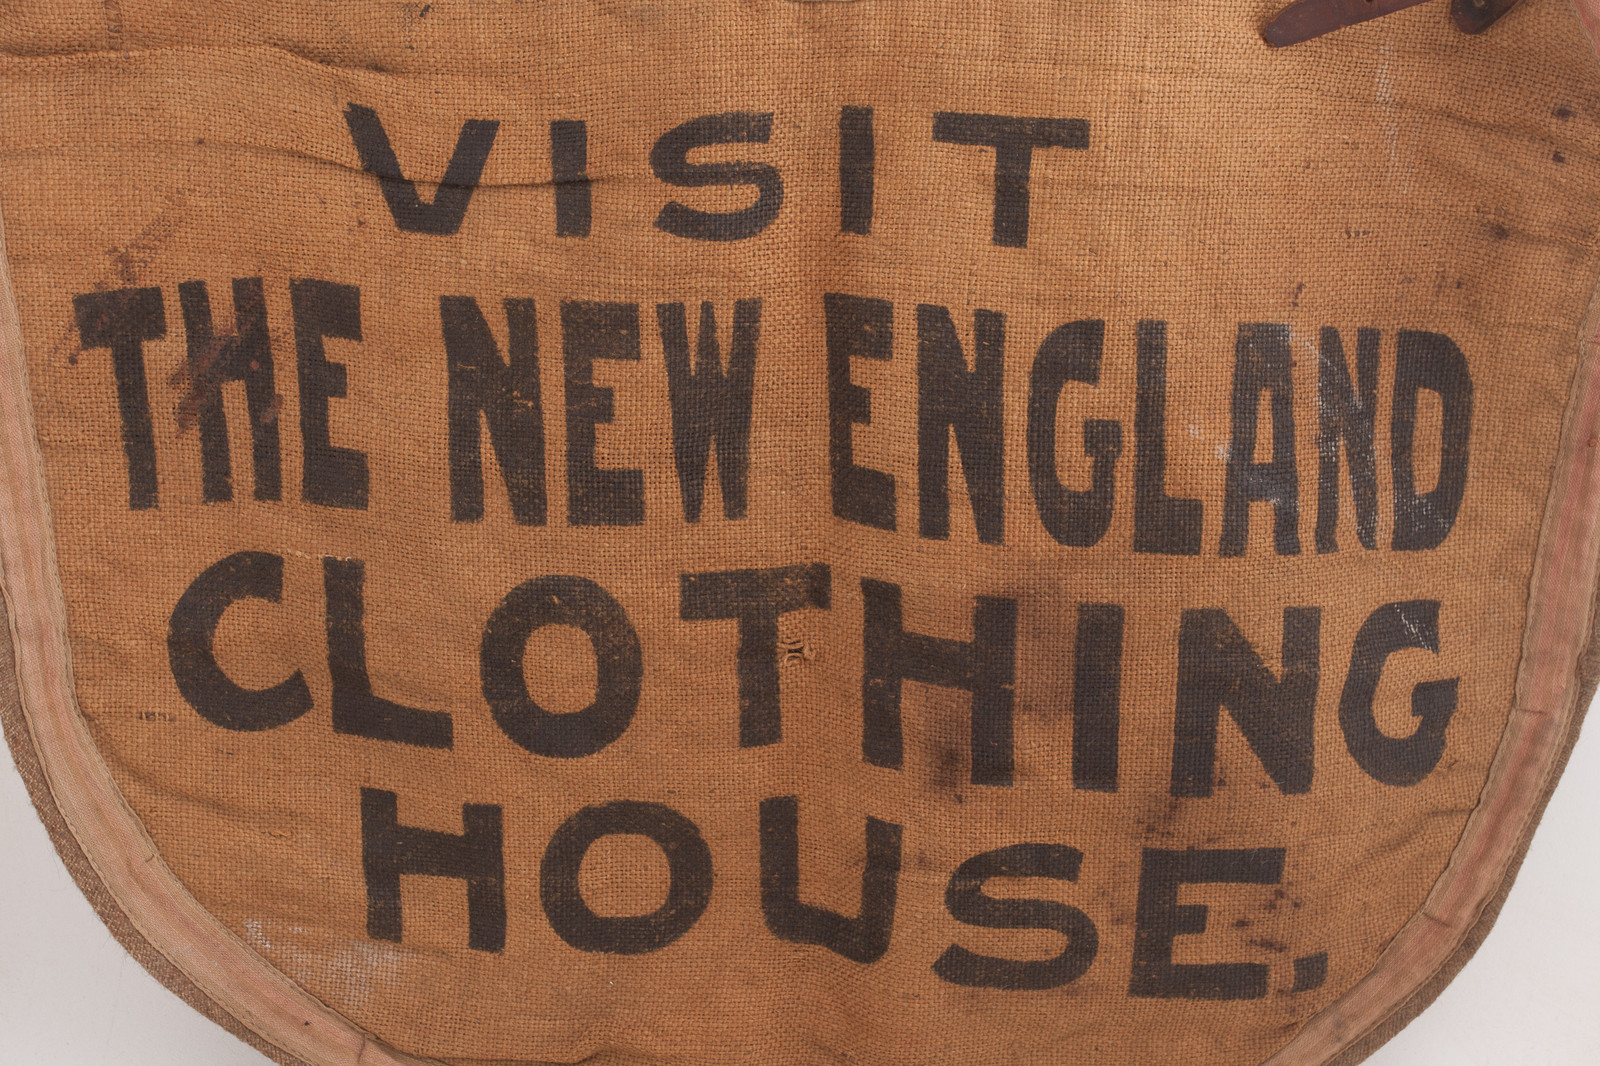 VISIT
THE NEW ENGLAND
CLOTHING
HOUSE,